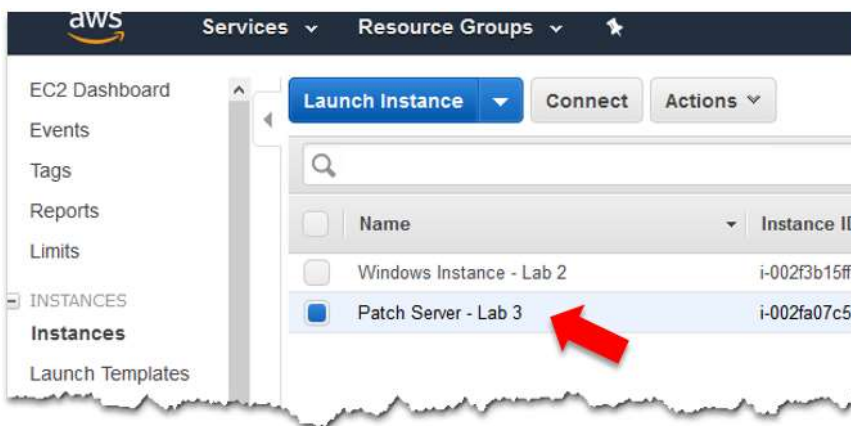 aws Services Resource Groups
EC2 Dashboard
Events
Tags
Reports
Limits
INSTANCES
Instances
Launch Templates
Launch Instance Connect Actions
Name Instance ID
Windows Instance - Lab 2 i-002f3b15ff
Patch Server - Lab 3 i-002fa07c5